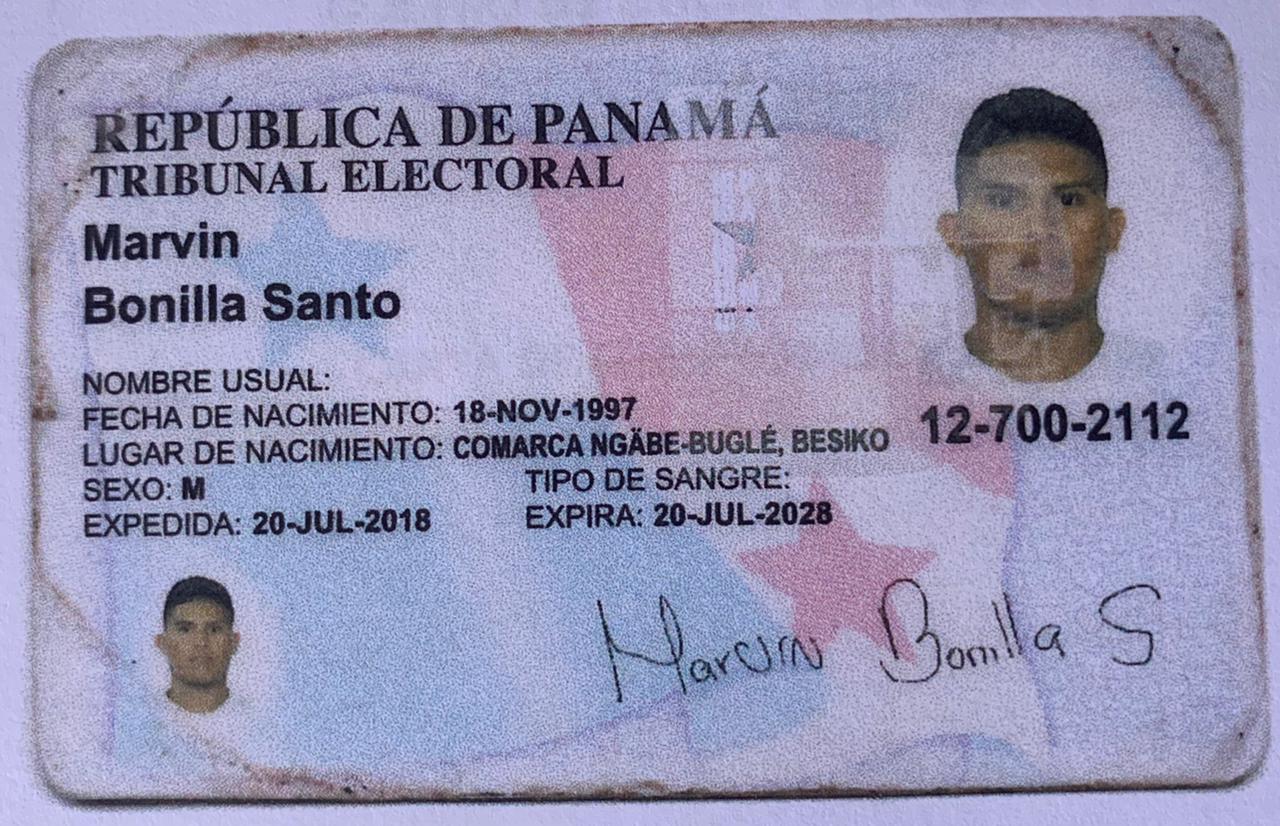 REPÚBLICA DE PANAMÁ
TRIBUNAL ELECTORAL
Marvin
Bonilla Santo
NOMBRE USUAL:
FECHA DE NACIMIENTO: 18-NOV-1997
LUGAR DE NACIMIENTO: COMARCA NGÄBE-BUGLÉ, BESIKO
SEXO: M TIPO DE SANGRE:
EXPEDIDA: 20-JUL-2018 EXPIRA: 20-JUL-2028
12-700-2112
Marvin Bonilla S